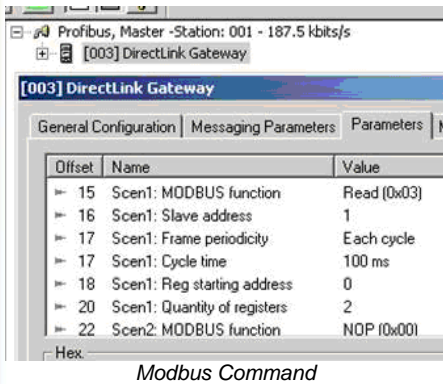 Profibus, Master -Station: 001 - 187.5 kbits/s
[003] DirectLink Gateway
[003] DirectLink Gateway
General Configuration Messaging Parameters Parameters
Offset Name Value
15 Scen1: MODBUS function Read (0x03)
16 Scen1: Slave address 1
17 Scen1: Frame periodicity Each cycle
17 Scen1: Cycle time 100 ms
18 Scen1: Reg starting address 0
20 Scen1: Quantity of registers 2
22 Scen2: MODBUS function NOP (0x00)
Hex.
Modbus Command